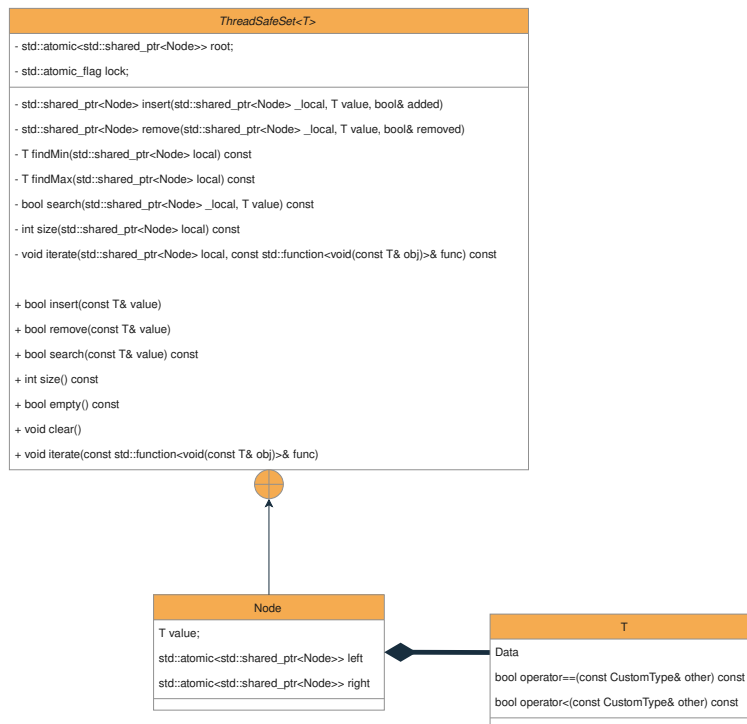 ThreadSafeSet<T>
- std::atomic<std::shared_ptr<Node>> root;
- std::atomic_flag lock;
- std::shared_ptr<Node> insert(std::shared_ptr<Node> _local, T value, bool& added)
- std::shared_ptr<Node> remove(std::shared_ptr<Node> _local, T value, bool& removed)
- T findMin(std::shared_ptr<Node> local) const
- T findMax(std::shared_ptr<Node> local) const
- bool search(std::shared_ptr<Node> _local, T value) const
- int size(std::shared_ptr<Node> local) const
- void iterate(std::shared_ptr<Node> local, const std::function<void(const T& obj)>& func) const
+ bool insert(const T& value)
+ bool remove(const T& value)
+ bool search(const T& value) const
+ int size() const
+ bool empty() const
+ void clear()
+ void iterate(const std::function<void(const T& obj)>& func)
Node
T value;
std::atomic<std::shared_ptr<Node>> left
std::atomic<std::shared_ptr<Node>> right
T
Data
bool operator==(const CustomType& other) const
bool operator<(const CustomType& other) const